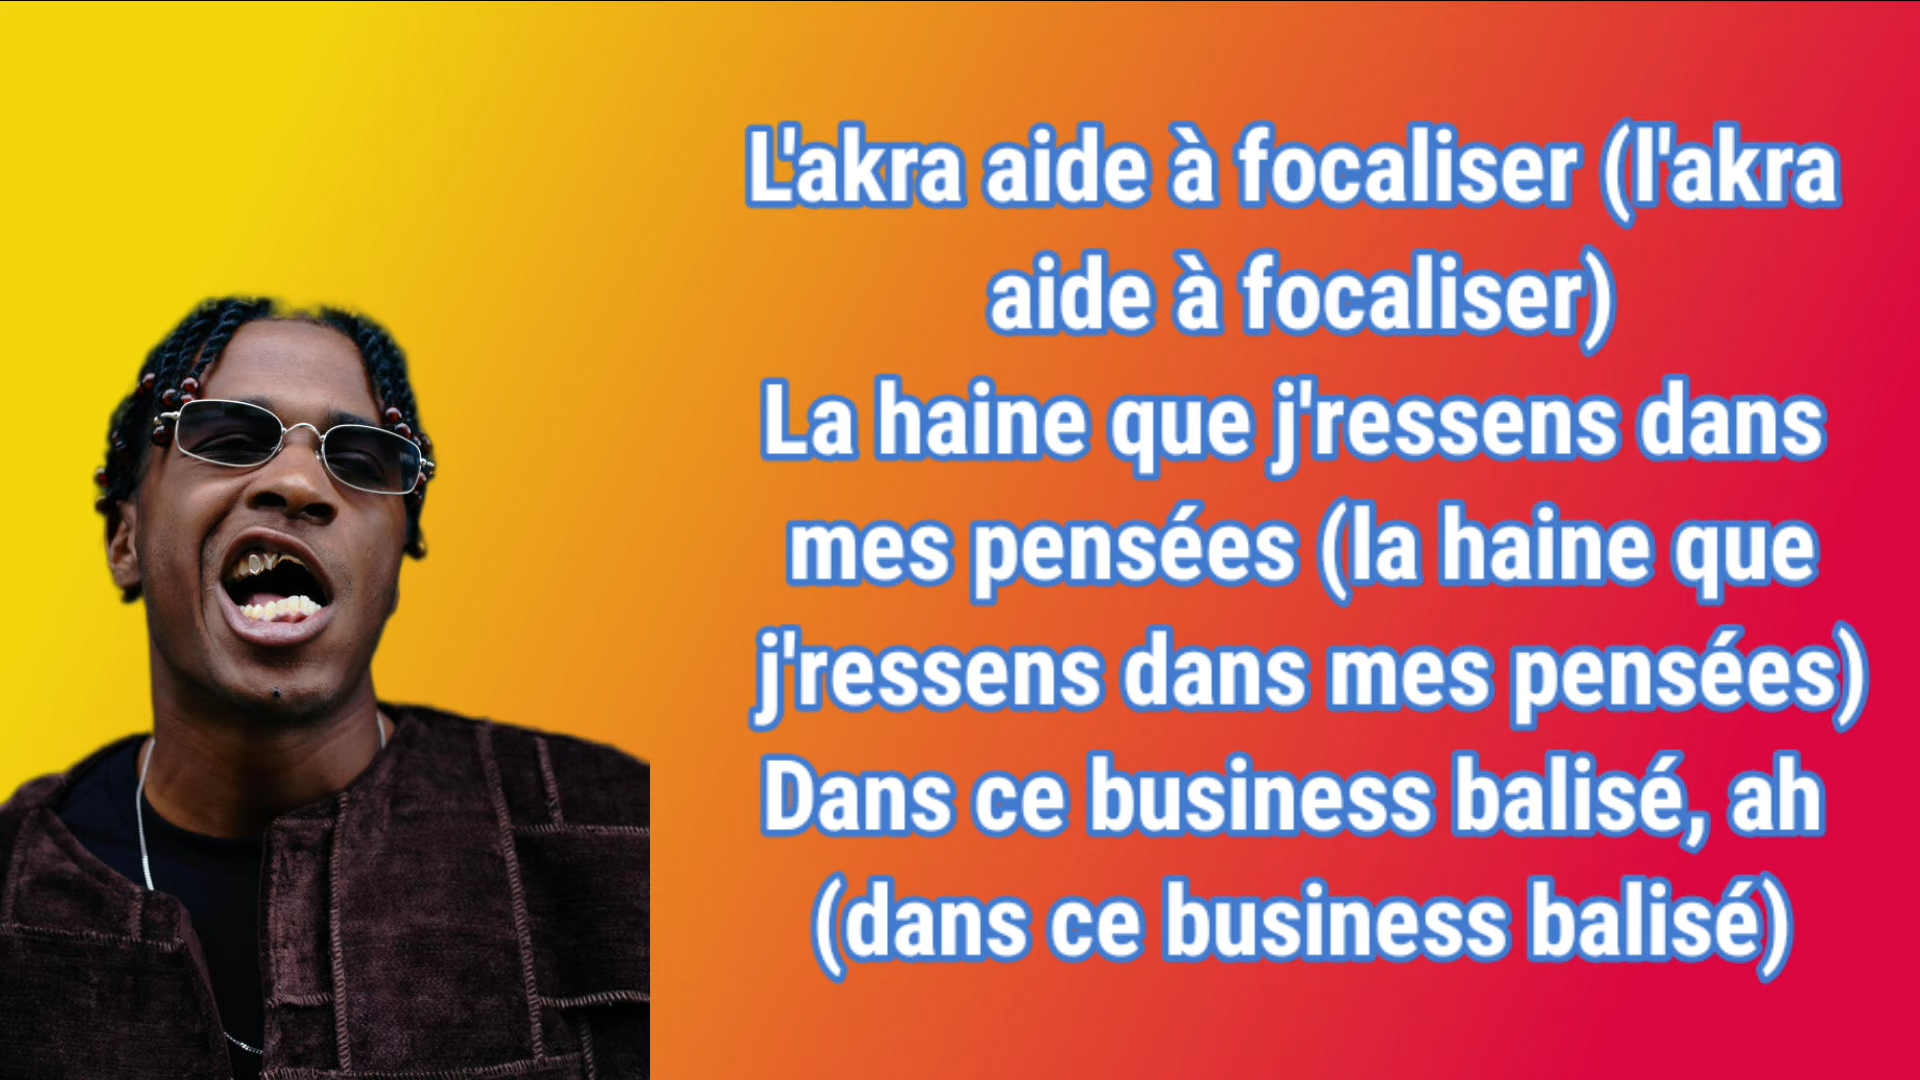 L'akra aide à focaliser (l'akra
aide à focaliser)
La haine que j'ressens dans
mes pensées (la haine que
j'ressens dans mes pensées)
Dans ce business balisé, ah
(dans ce business balisé)